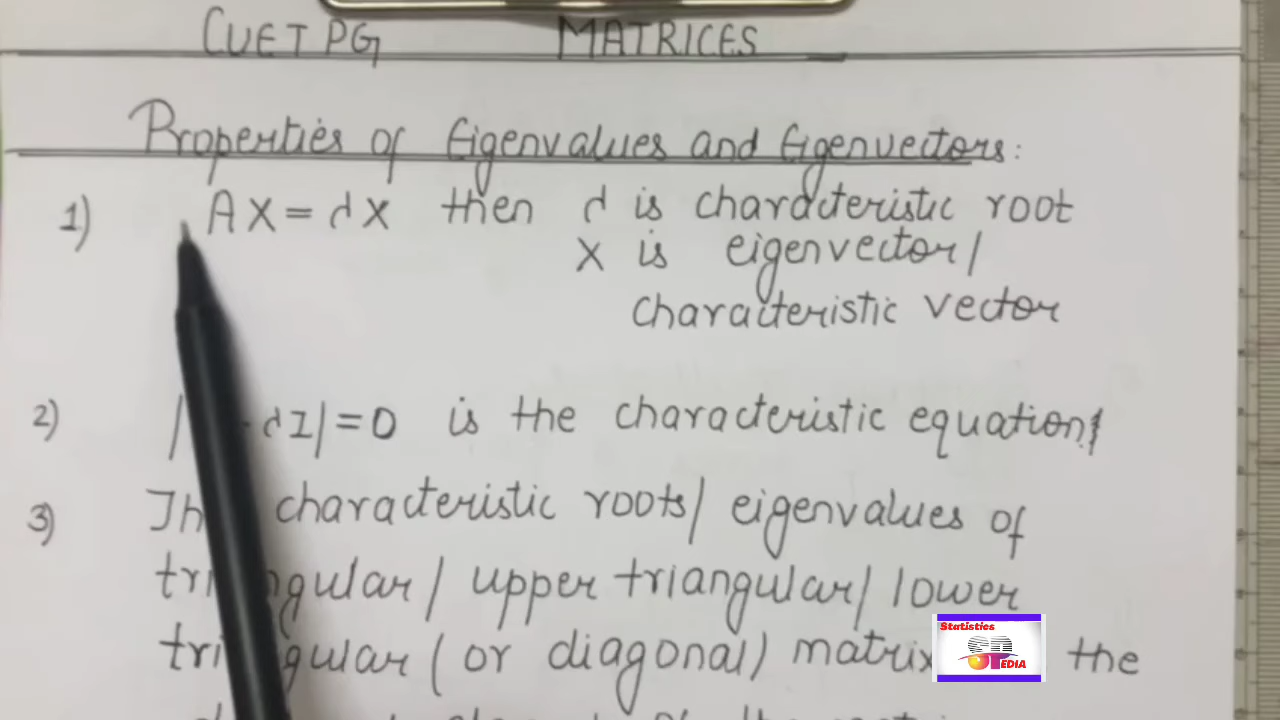 CUET PG MATRICES
Properties of Eigenvalues and Eigenvectors:
1) AX = λX then λ is characteristic root
X is eigenvector/
characteristic vector
2) | λI| = 0 is the characteristic equation/
3) characteristic roots/ eigenvalues of
upper triangular/ lower
(or diagonal) the
Statistics
EDIA